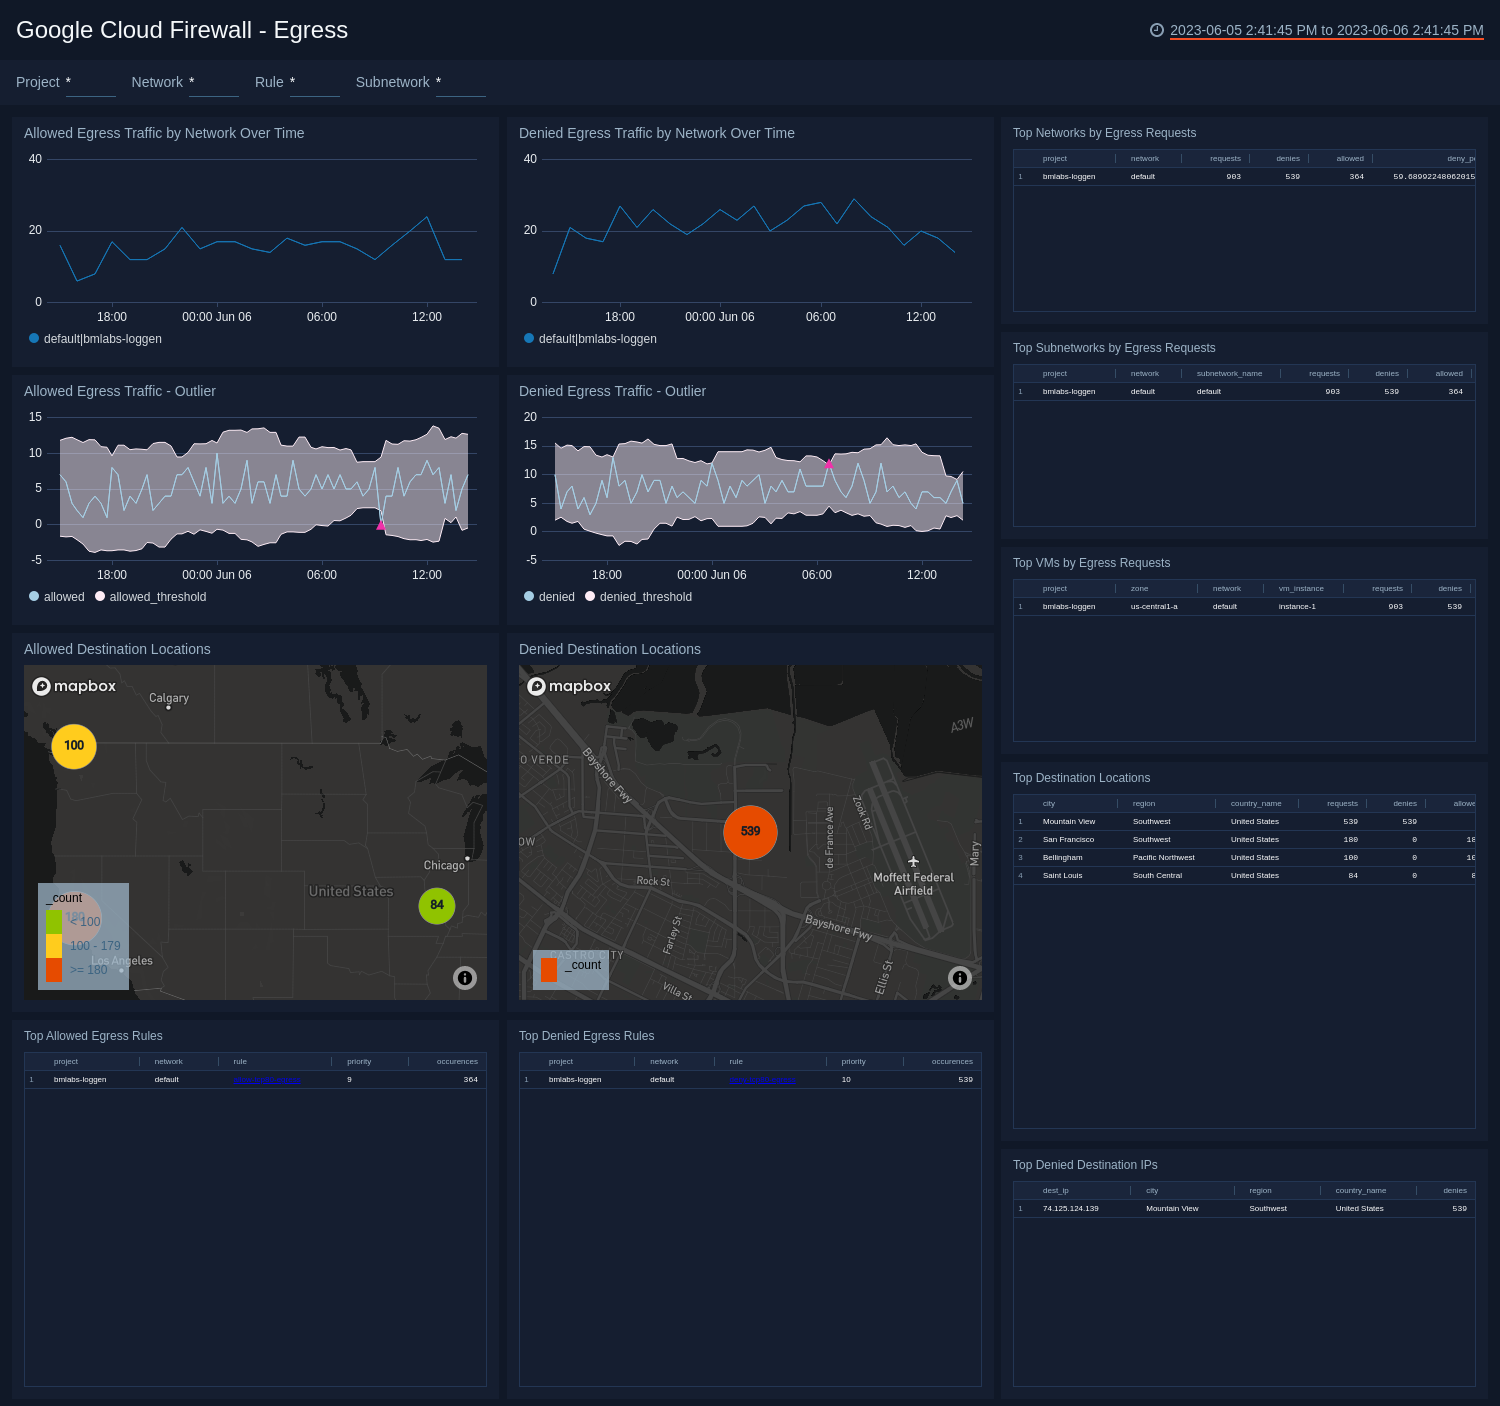 Google Cloud Firewall - Egress
2023-06-05 2:41:45 PM to 2023-06-06 2:41:45 PM
Project * Network * Rule * Subnetwork *
Allowed Egress Traffic by Network Over Time
40
20
0
18:00 00:00 Jun 06 06:00 12:00
default|bmlabs-loggen
Denied Egress Traffic by Network Over Time
40
20
0
18:00 00:00 Jun 06 06:00 12:00
default|bmlabs-loggen
Top Networks by Egress Requests
project network requests denies allowed
1 bmlabs-loggen default 903 539 364 59.68992248062015
Top Subnetworks by Egress Requests
project network subnetwork_name requests denies allowed
1 bmlabs-loggen default default 903 539 364
Allowed Egress Traffic - Outlier
15
10
5
0
-5
18:00 00:00 Jun 06 06:00 12:00
allowed allowed_threshold
Denied Egress Traffic - Outlier
20
15
10
5
0
-5
18:00 00:00 Jun 06 06:00 12:00
denied denied_threshold
Top VMs by Egress Requests
project zone network vm_instance requests denies
1 bmlabs-loggen us-central1-a default instance-1 903 539
Allowed Destination Locations
mapbox
Calgary
100
Chicago
United States
84
_count
180
< 100
100 - 179
Los Angeles
>= 180
Denied Destination Locations
mapbox
A3W
O VERDE
Bayshore Fwy
Zook Rd
539
de France Ave
OW
Mary
Rock St
Moffett Federal
Airfield
Farley St
Bayshore Fwy
CASTRO CITY
_count
Ellis St
Villa St
Top Destination Locations
city region country_name requests denies
1 Mountain View Southwest United States 539 539
2 San Francisco Southwest United States 180 0
3 Bellingham Pacific Northwest United States 100 0
4 Saint Louis South Central United States 84 0
Top Allowed Egress Rules
project network rule priority occurences
1 bmlabs-loggen default 9 364
Top Denied Egress Rules
project network rule priority occurences
1 bmlabs-loggen default 10 539
Top Denied Destination IPs
dest_ip city region country_name denies
1 74.125.124.139 Mountain View Southwest United States 539